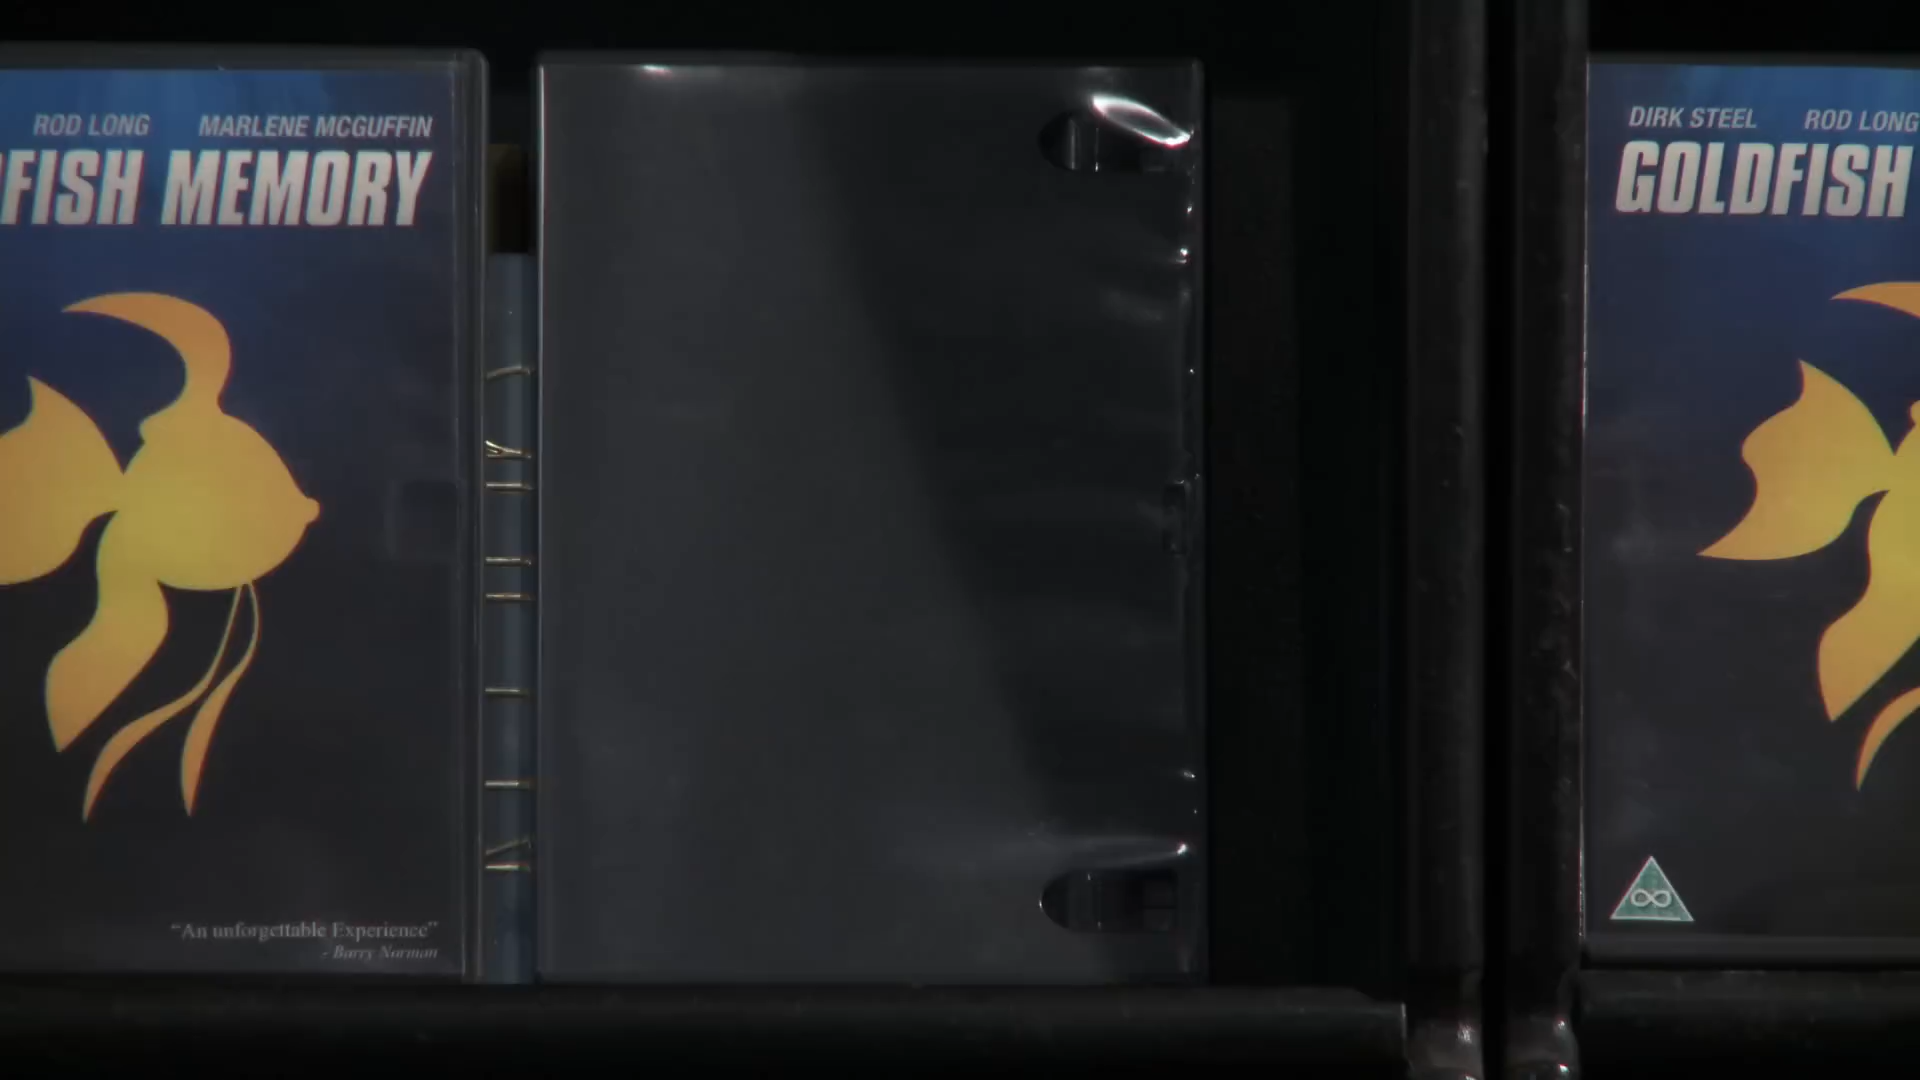 ROD LONG MARLENE MCGUFFIN
FISH MEMORY
"An unforgettable Experience"
- Barry Norman
DIRK STEEL ROD LONG
GOLDFISH
∞